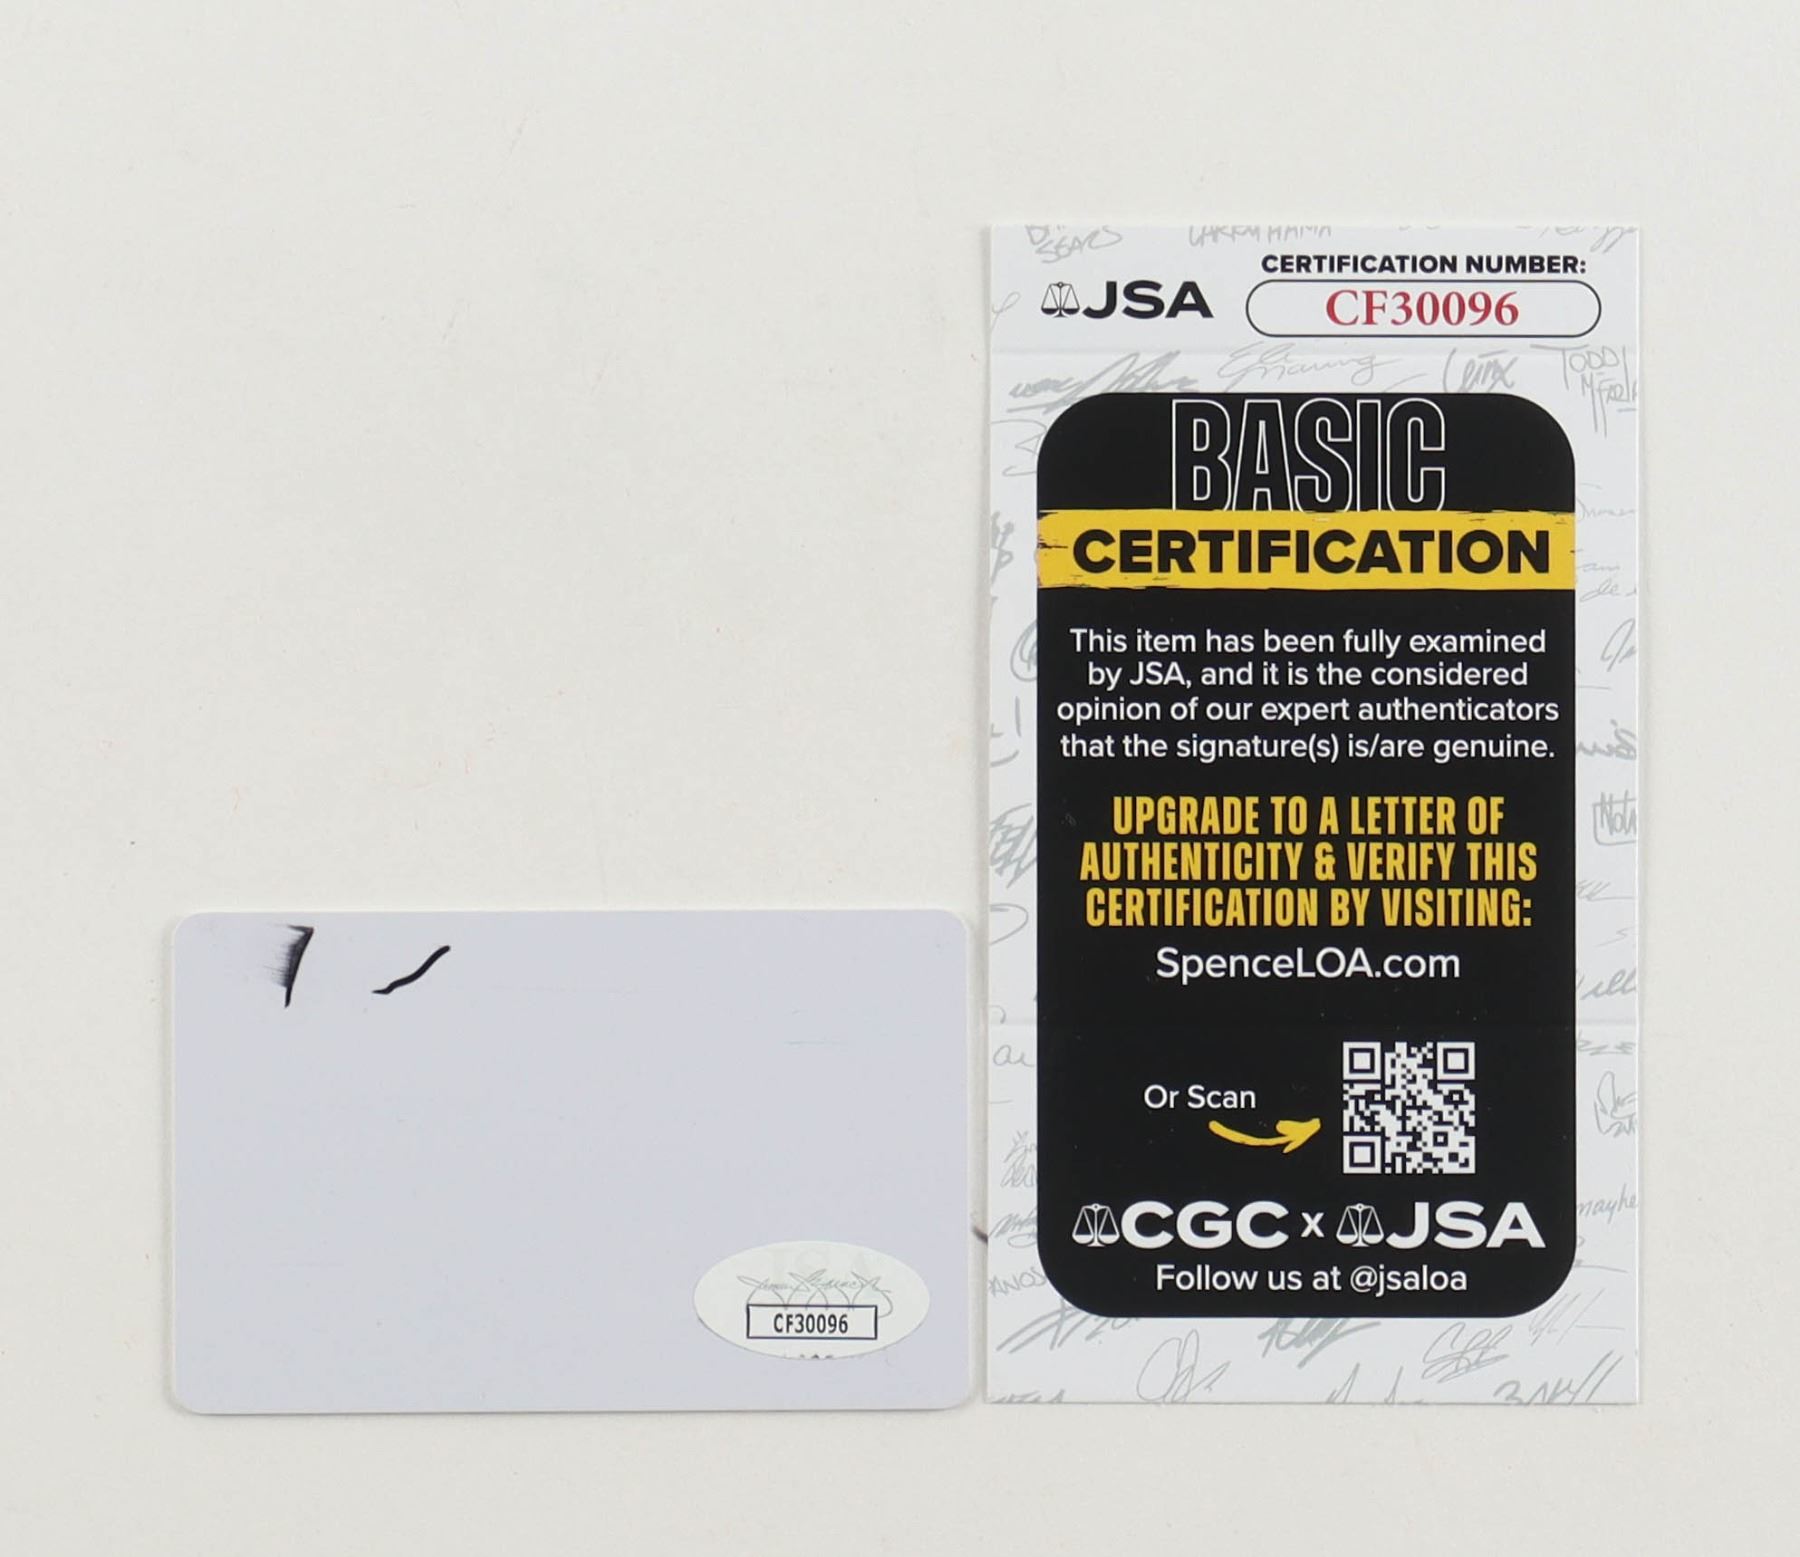 JSA
CERTIFICATION NUMBER:
CF30096
BASIC
CERTIFICATION
This item has been fully examined
by JSA, and it is the considered
opinion of our expert authenticators
that the signature(s) is/are genuine.
UPGRADE TO A LETTER OF
AUTHENTICITY & VERIFY THIS
CERTIFICATION BY VISITING:
SpenceLOA.com
Or Scan
CGC x JSA
Follow us at @jsaloa
CF30096